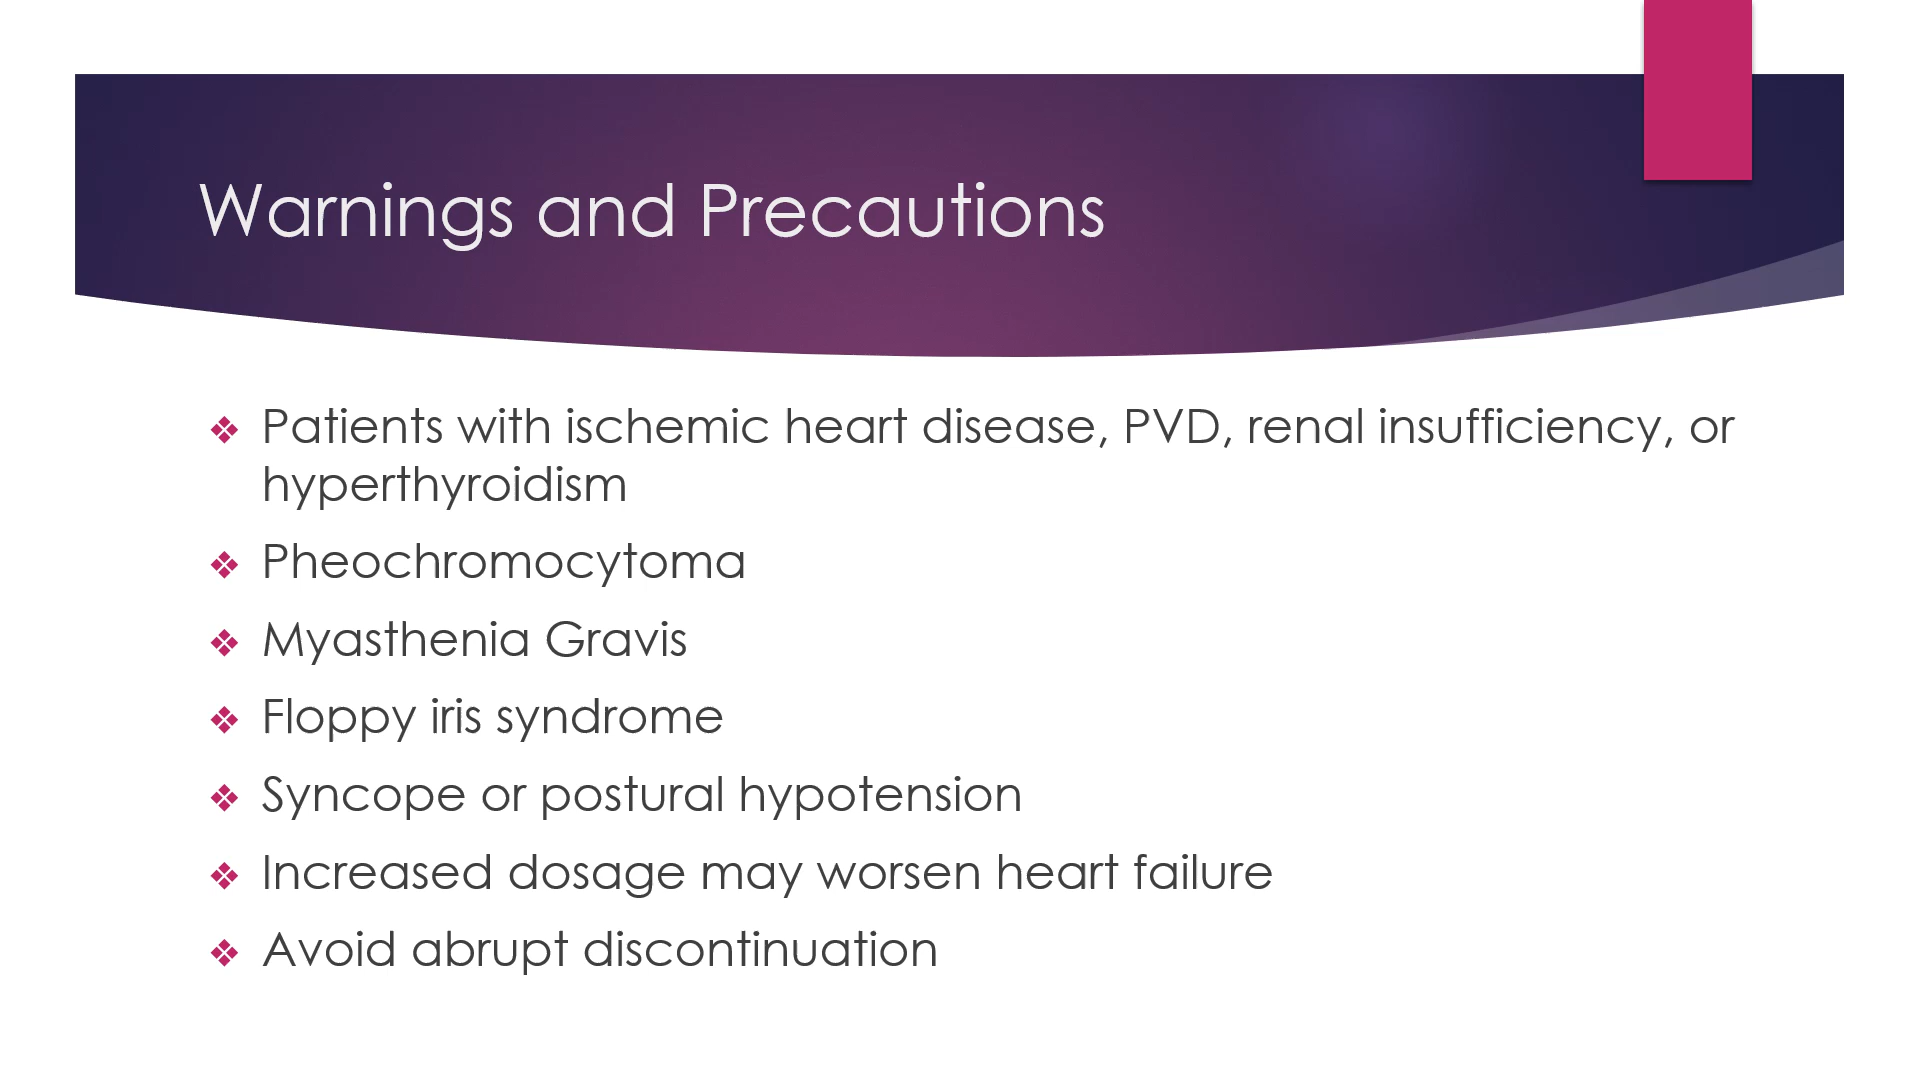 Warnings and Precautions
Patients with ischemic heart disease, PVD, renal insufficiency, or
hyperthyroidism
Pheochromocytoma
Myasthenia Gravis
Floppy iris syndrome
Syncope or postural hypotension
Increased dosage may worsen heart failure
Avoid abrupt discontinuation